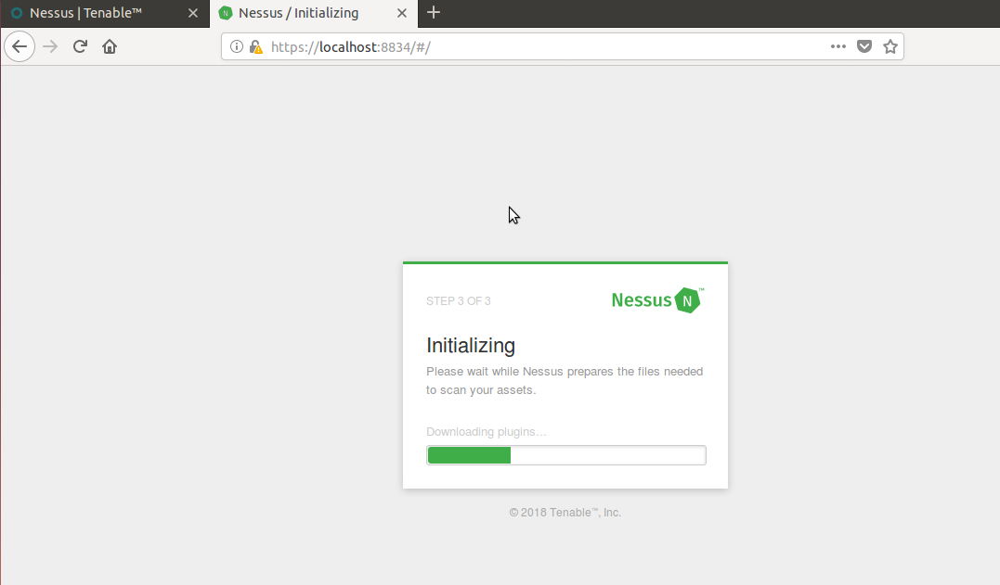 Nessus | Tenable™
Nessus / Initializing
https://localhost:8834/#/
STEP 3 OF 3
Nessus N™
Initializing
Please wait while Nessus prepares the files needed
to scan your assets.
Downloading plugins...
© 2018 Tenable™, Inc.